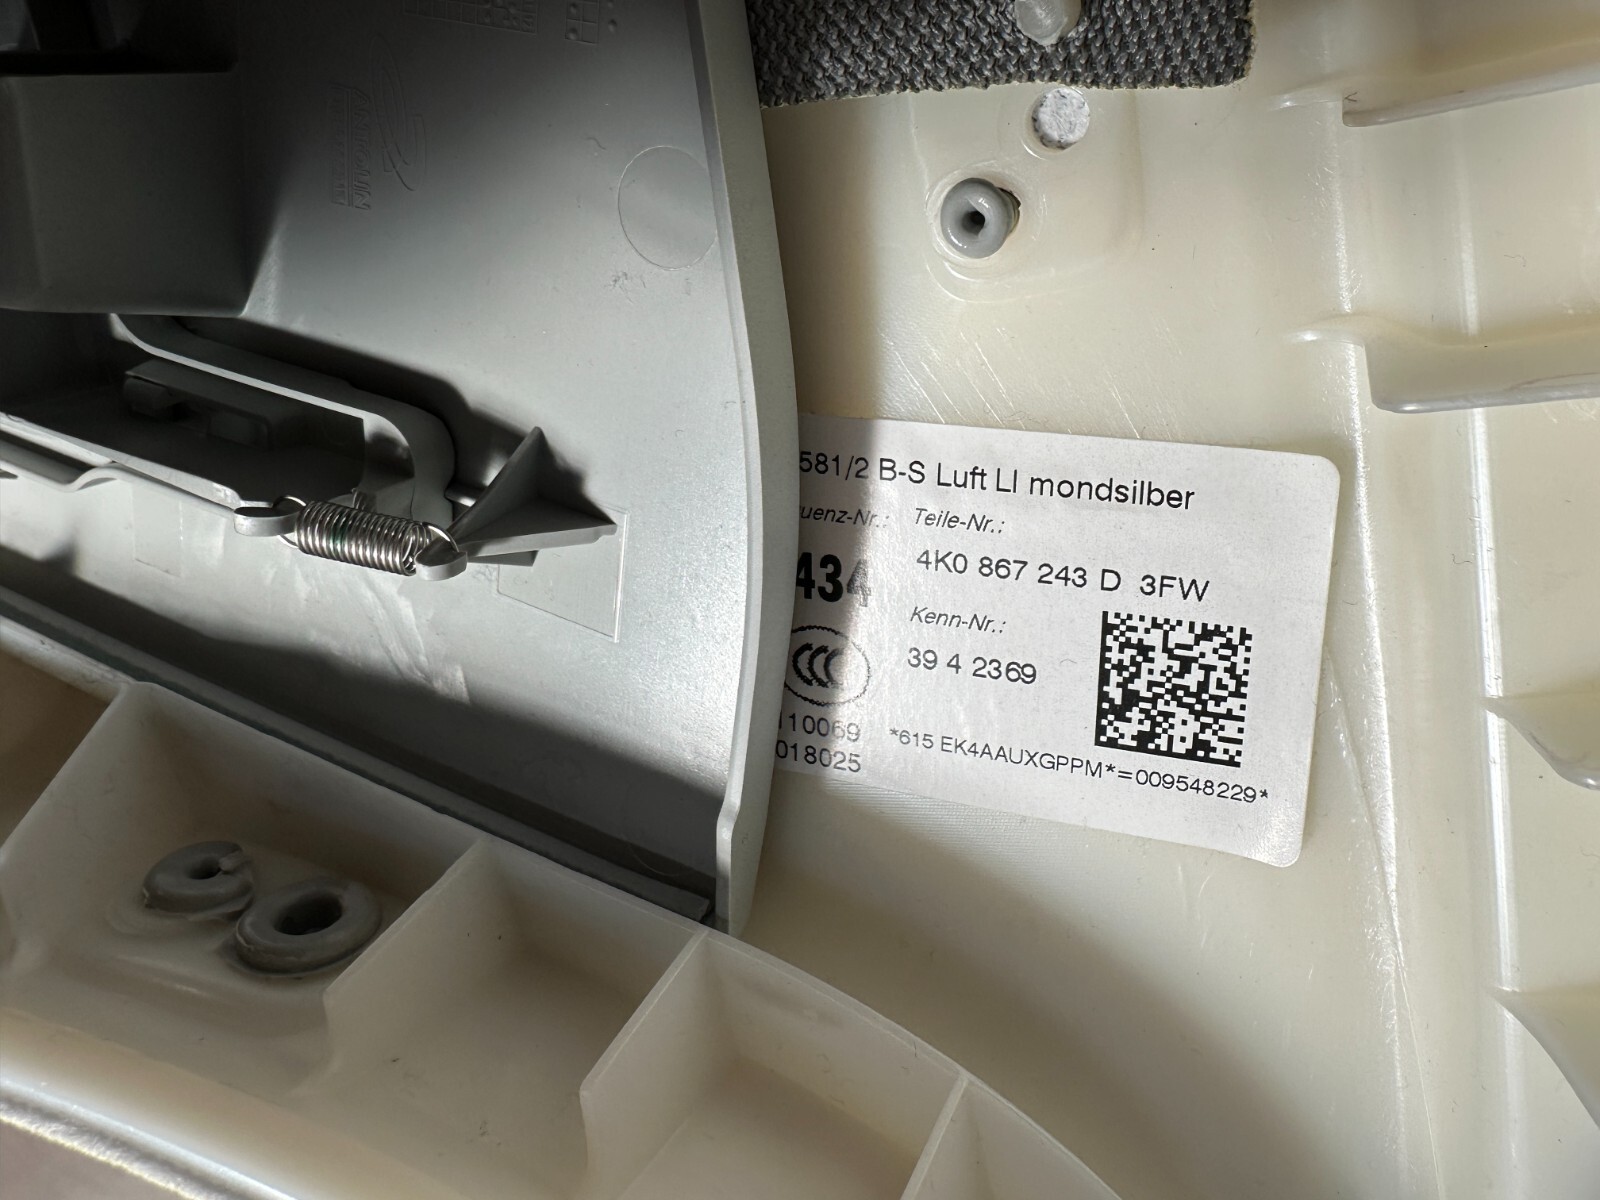 581/2 B-S Luft LI mondsilber
uenz-Nr.: Teile-Nr.:
434 4K0 867 243 D 3FW
Kenn-Nr.:
39 4 2369
110069
018025
*615 EK4AAUXGPPM*=009548229*